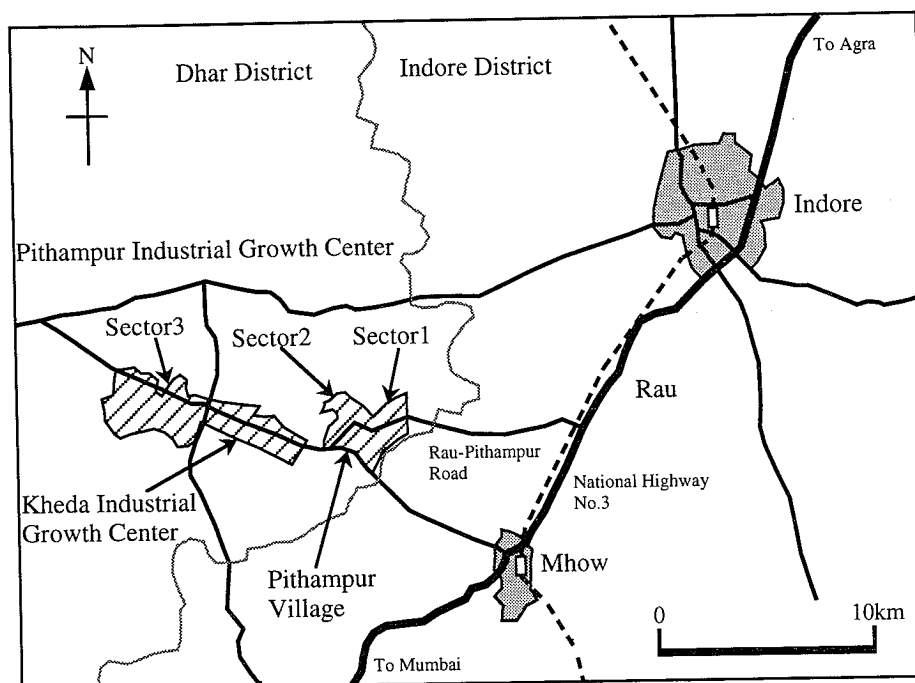 N
Dhar District
Indore District
To Agra
Indore
Pithampur Industrial Growth Center
Sector3
Sector2
Sector1
Rau
Rau-Pithampur
Road
National Highway
No.3
Kheda Industrial
Growth Center
Pithampur
Village
Mhow
0
10km
To Mumbai